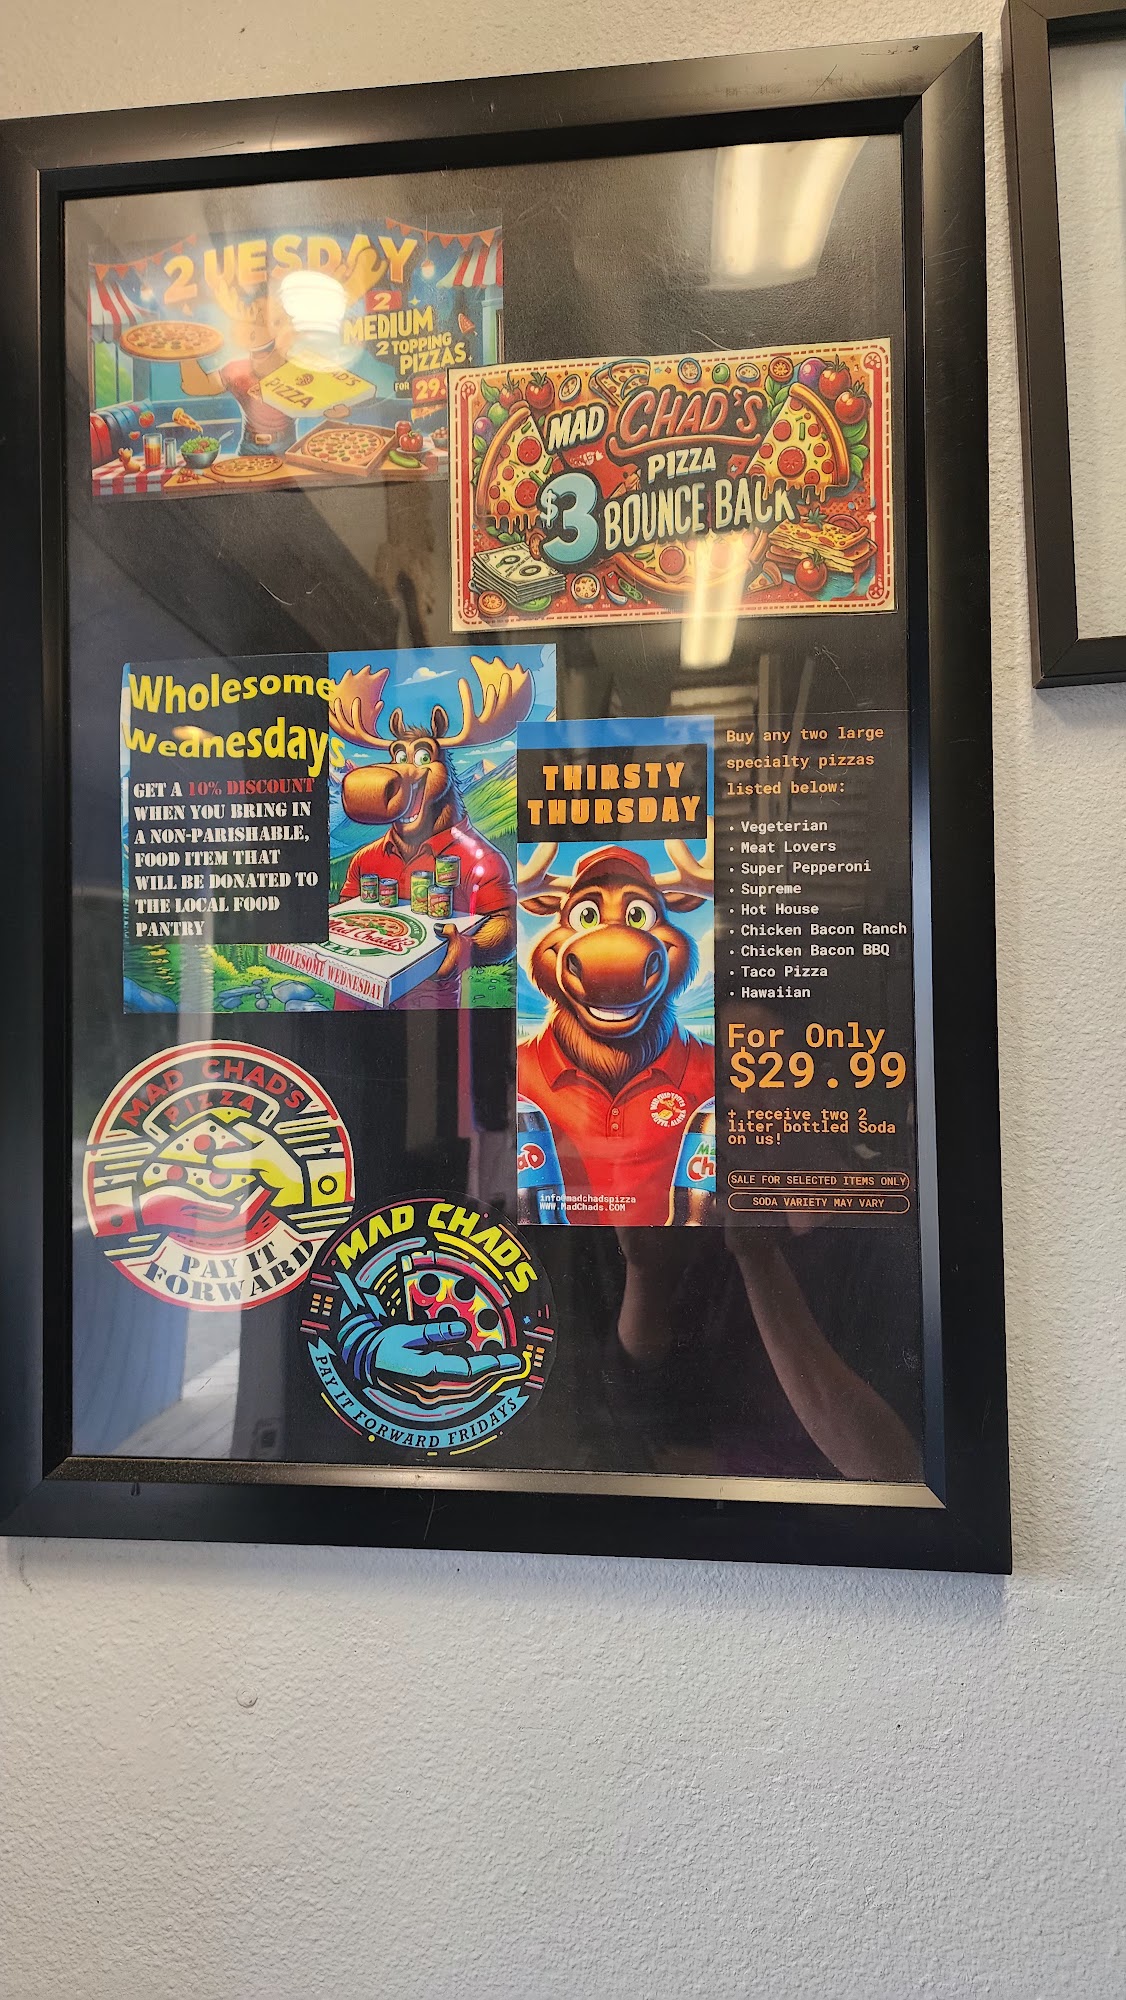 2UESDAY
2
MEDIUM
2 TOPPING
PIZZAS
FOR 29.
PIZZA
MAD CHAD'S
PIZZA
$3 BOUNCE BACK
Wholesome
Wednesdays
GET A 10% DISCOUNT
WHEN YOU BRING IN
A NON-PARISHABLE,
FOOD ITEM THAT
WILL BE DONATED TO
THE LOCAL FOOD
PANTRY
Mad Chad's
PIZZA
WHOLESOME WEDNESDAY
THIRSTY
THURSDAY
info@madchadspizza
WWW.MadChads.COM
Buy any two large
specialty pizzas
listed below:
• Vegeterian
• Meat Lovers
• Super Pepperoni
• Supreme
• Hot House
• Chicken Bacon Ranch
• Chicken Bacon BBQ
• Taco Pizza
• Hawaiian
For Only
$29.99
+ receive two 2
liter bottled Soda
on us!
SALE FOR SELECTED ITEMS ONLY
SODA VARIETY MAY VARY
MAD CHAD'S
PIZZA
PAY IT
FORWARD
MAD CHAD'S
PAY IT FORWARD FRIDAYS